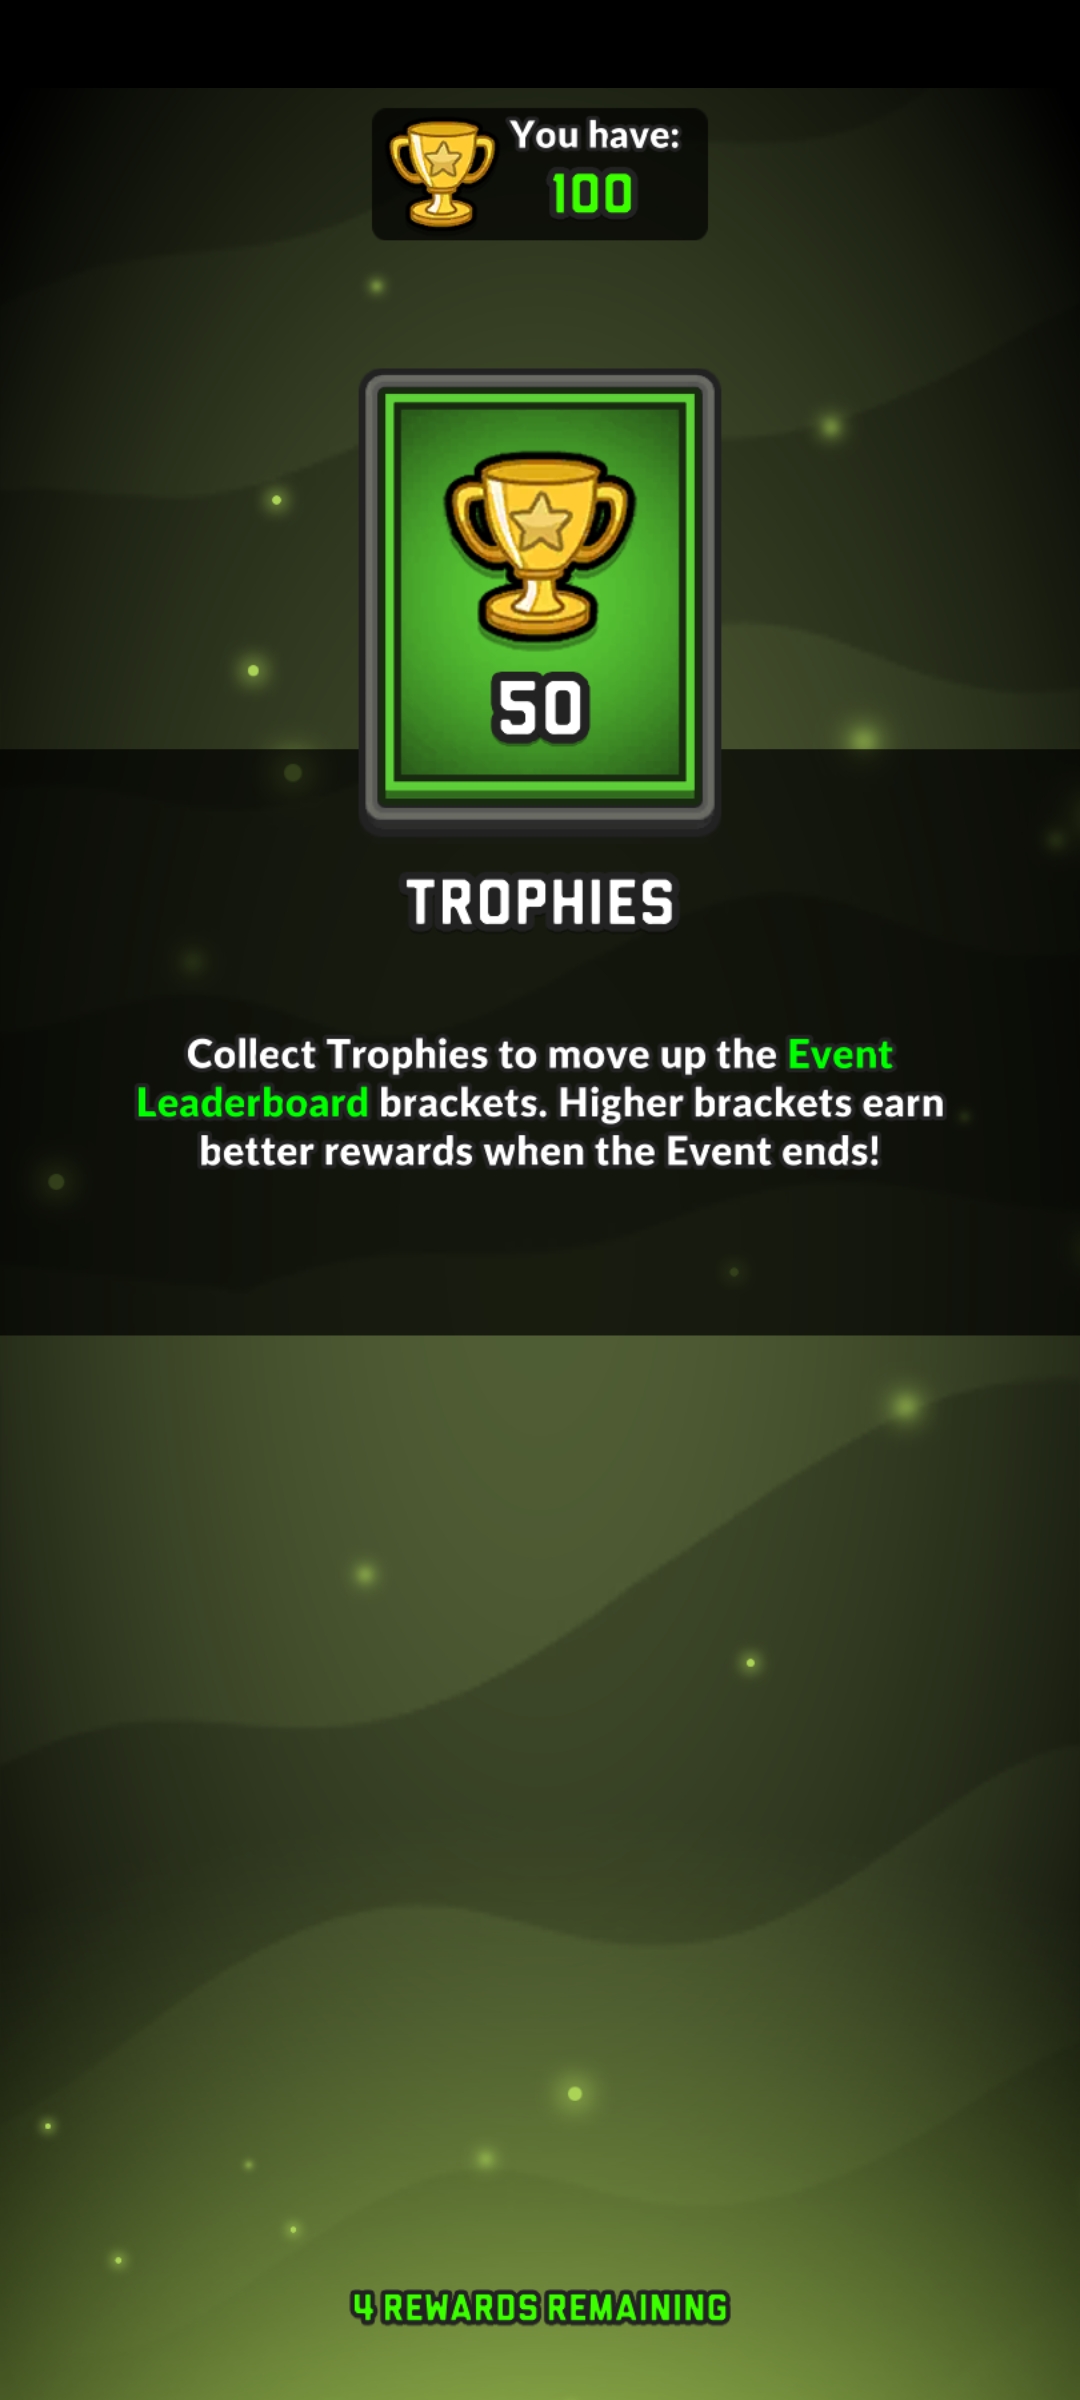 You have:
100
50
TROPHIES
Collect Trophies to move up the Event
Leaderboard brackets. Higher brackets earn
better rewards when the Event ends!
4 REWARDS REMAINING